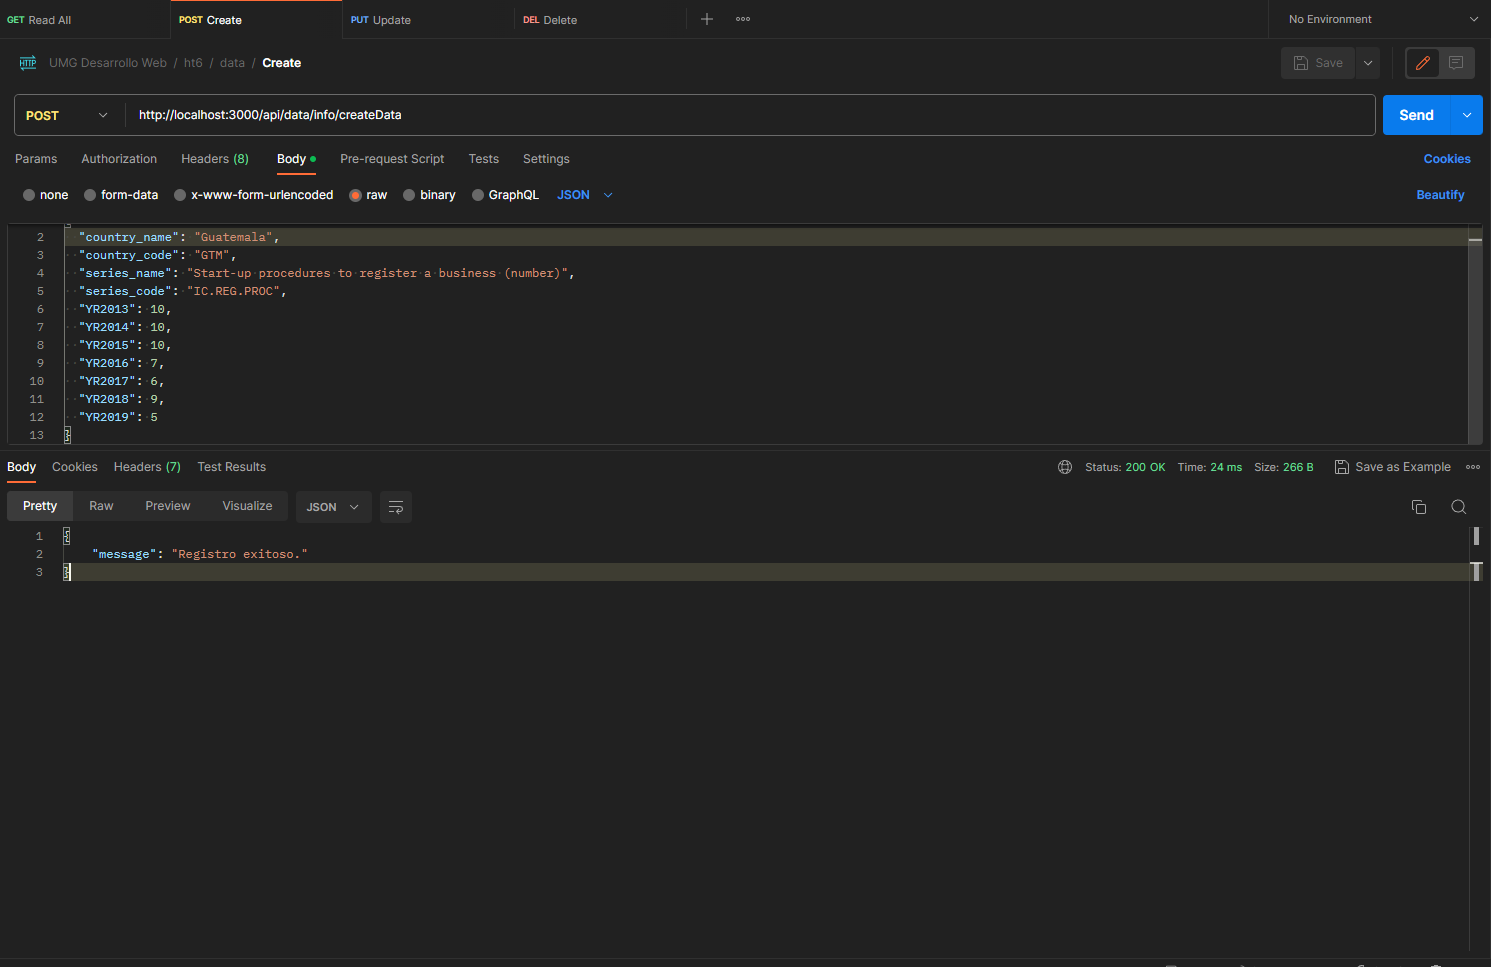 GET Read All
POST Create
PUT Update
DEL Delete
No Environment
HTTP UMG Desarrollo Web / ht6 / data / Create
Save
POST http://localhost:3000/api/data/info/createData
Send
Params Authorization Headers (8) Body Pre-request Script Tests Settings
Cookies
none form-data x-www-form-urlencoded raw binary GraphQL JSON
Beautify
2 "country_name": "Guatemala",
3 "country_code": "GTM",
4 "series_name": "Start-up procedures to register a business (number)",
5 "series_code": "IC.REG.PROC",
6 "YR2013": 10,
7 "YR2014": 10,
8 "YR2015": 10,
9 "YR2016": 7,
10 "YR2017": 6,
11 "YR2018": 9,
12 "YR2019": 5
13 }
Body Cookies Headers (7) Test Results
Status: 200 OK Time: 24 ms Size: 266 B Save as Example
Pretty Raw Preview Visualize JSON
1 {
2 "message": "Registro exitoso."
3 }